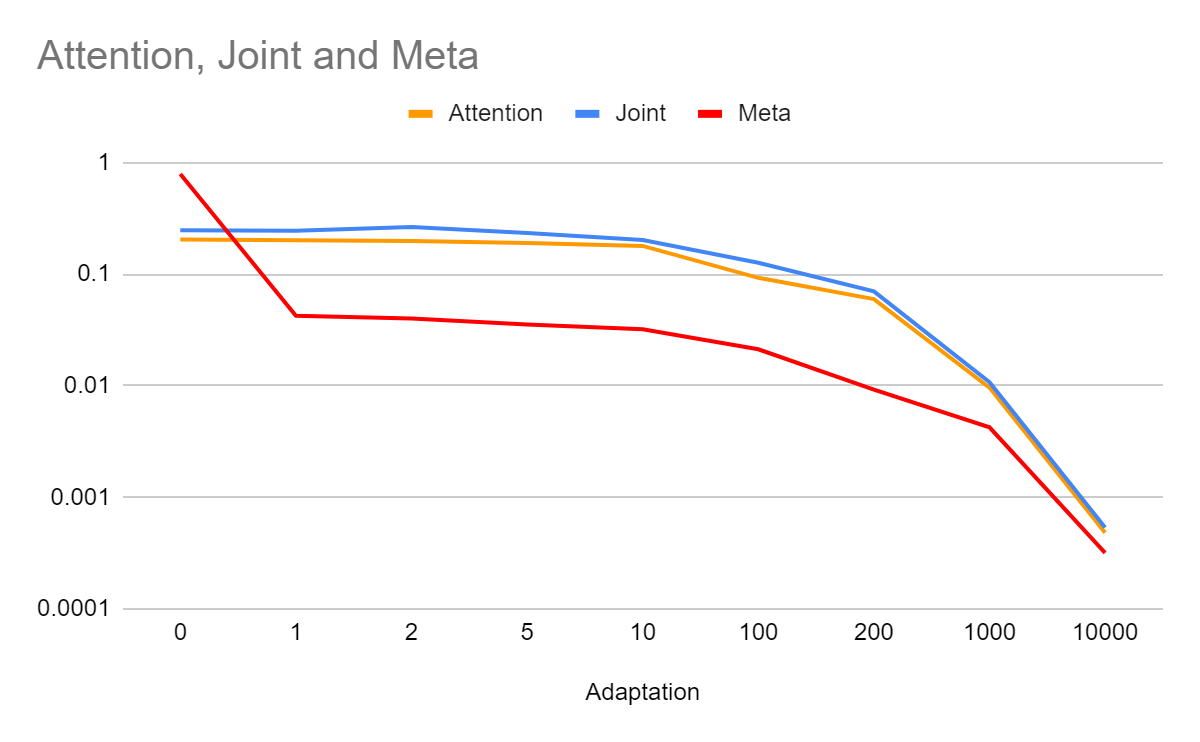 Attention, Joint and Meta
Attention Joint Meta
1
0.1
0.01
0.001
0.0001
0 1 2 5 10 100 200 1000 10000
Adaptation